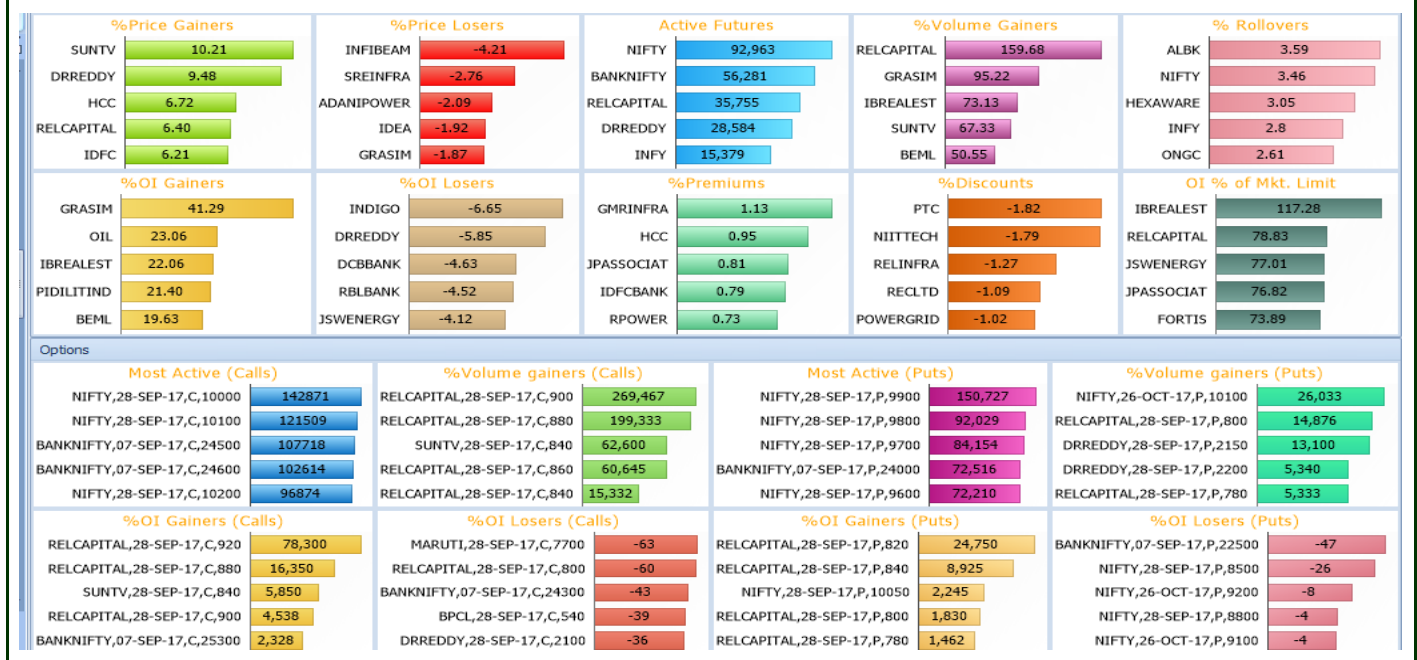 %Price Gainers
SUNTV 10.21
DRREDDY 9.48
HCC 6.72
RELCAPITAL 6.40
IDFC 6.21
%Price Losers
INFIBEAM -4.21
SREINFRA -2.76
ADANIPOWER -2.09
IDEA -1.92
GRASIM -1.87
Active Futures
NIFTY 92,963
BANKNIFTY 56,281
RELCAPITAL 35,755
DRREDDY 28,584
INFY 15,379
%Volume Gainers
RELCAPITAL 159.68
GRASIM 95.22
IBREALEST 73.13
SUNTV 67.33
BEML 50.55
% Rollovers
ALBK 3.59
NIFTY 3.46
HEXAWARE 3.05
INFY 2.8
ONGC 2.61
%OI Gainers
GRASIM 41.29
OIL 23.06
IBREALEST 22.06
PIDILITIND 21.40
BEML 19.63
%OI Losers
INDIGO -6.65
DRREDDY -5.85
DCBBANK -4.63
RBLBANK -4.52
JSWENERGY -4.12
%Premiums
GMRINFRA 1.13
HCC 0.95
JPASSOCIAT 0.81
IDFCBANK 0.79
RPOWER 0.73
%Discounts
PTC -1.82
NIITTECH -1.79
RELINFRA -1.27
RECLTD -1.09
POWERGRID -1.02
OI % of Mkt. Limit
IBREALEST 117.28
RELCAPITAL 78.83
JSWENERGY 77.01
JPASSOCIAT 76.82
FORTIS 73.89
Options
Most Active (Calls)
NIFTY,28-SEP-17,C,10000 142871
NIFTY,28-SEP-17,C,10100 121509
BANKNIFTY,07-SEP-17,C,24500 107718
BANKNIFTY,07-SEP-17,C,24600 102614
NIFTY,28-SEP-17,C,10200 96874
%Volume gainers (Calls)
RELCAPITAL,28-SEP-17,C,900 269,467
RELCAPITAL,28-SEP-17,C,880 199,333
SUNTV,28-SEP-17,C,840 62,600
RELCAPITAL,28-SEP-17,C,860 60,645
RELCAPITAL,28-SEP-17,C,840 15,332
Most Active (Puts)
NIFTY,28-SEP-17,P,9900 150,727
NIFTY,28-SEP-17,P,9800 92,029
NIFTY,28-SEP-17,P,9700 84,154
BANKNIFTY,07-SEP-17,P,24000 72,516
NIFTY,28-SEP-17,P,9600 72,210
%Volume gainers (Puts)
NIFTY,26-OCT-17,P,10100 26,033
RELCAPITAL,28-SEP-17,P,800 14,876
DRREDDY,28-SEP-17,P,2150 13,100
DRREDDY,28-SEP-17,P,2200 5,340
RELCAPITAL,28-SEP-17,P,780 5,333
%OI Gainers (Calls)
RELCAPITAL,28-SEP-17,C,920 78,300
RELCAPITAL,28-SEP-17,C,880 16,350
SUNTV,28-SEP-17,C,840 5,850
RELCAPITAL,28-SEP-17,C,900 4,538
BANKNIFTY,07-SEP-17,C,25300 2,328
%OI Losers (Calls)
MARUTI,28-SEP-17,C,7700 -63
RELCAPITAL,28-SEP-17,C,800 -60
BANKNIFTY,07-SEP-17,C,24300 -43
BPCL,28-SEP-17,C,540 -39
DRREDDY,28-SEP-17,C,2100 -36
%OI Gainers (Puts)
RELCAPITAL,28-SEP-17,P,820 24,750
RELCAPITAL,28-SEP-17,P,840 8,925
NIFTY,28-SEP-17,P,10050 2,245
RELCAPITAL,28-SEP-17,P,800 1,830
RELCAPITAL,28-SEP-17,P,780 1,462
%OI Losers (Puts)
BANKNIFTY,07-SEP-17,P,22500 -47
NIFTY,28-SEP-17,P,8500 -26
NIFTY,26-OCT-17,P,9200 -8
NIFTY,28-SEP-17,P,8800 -4
NIFTY,26-OCT-17,P,9100 -4